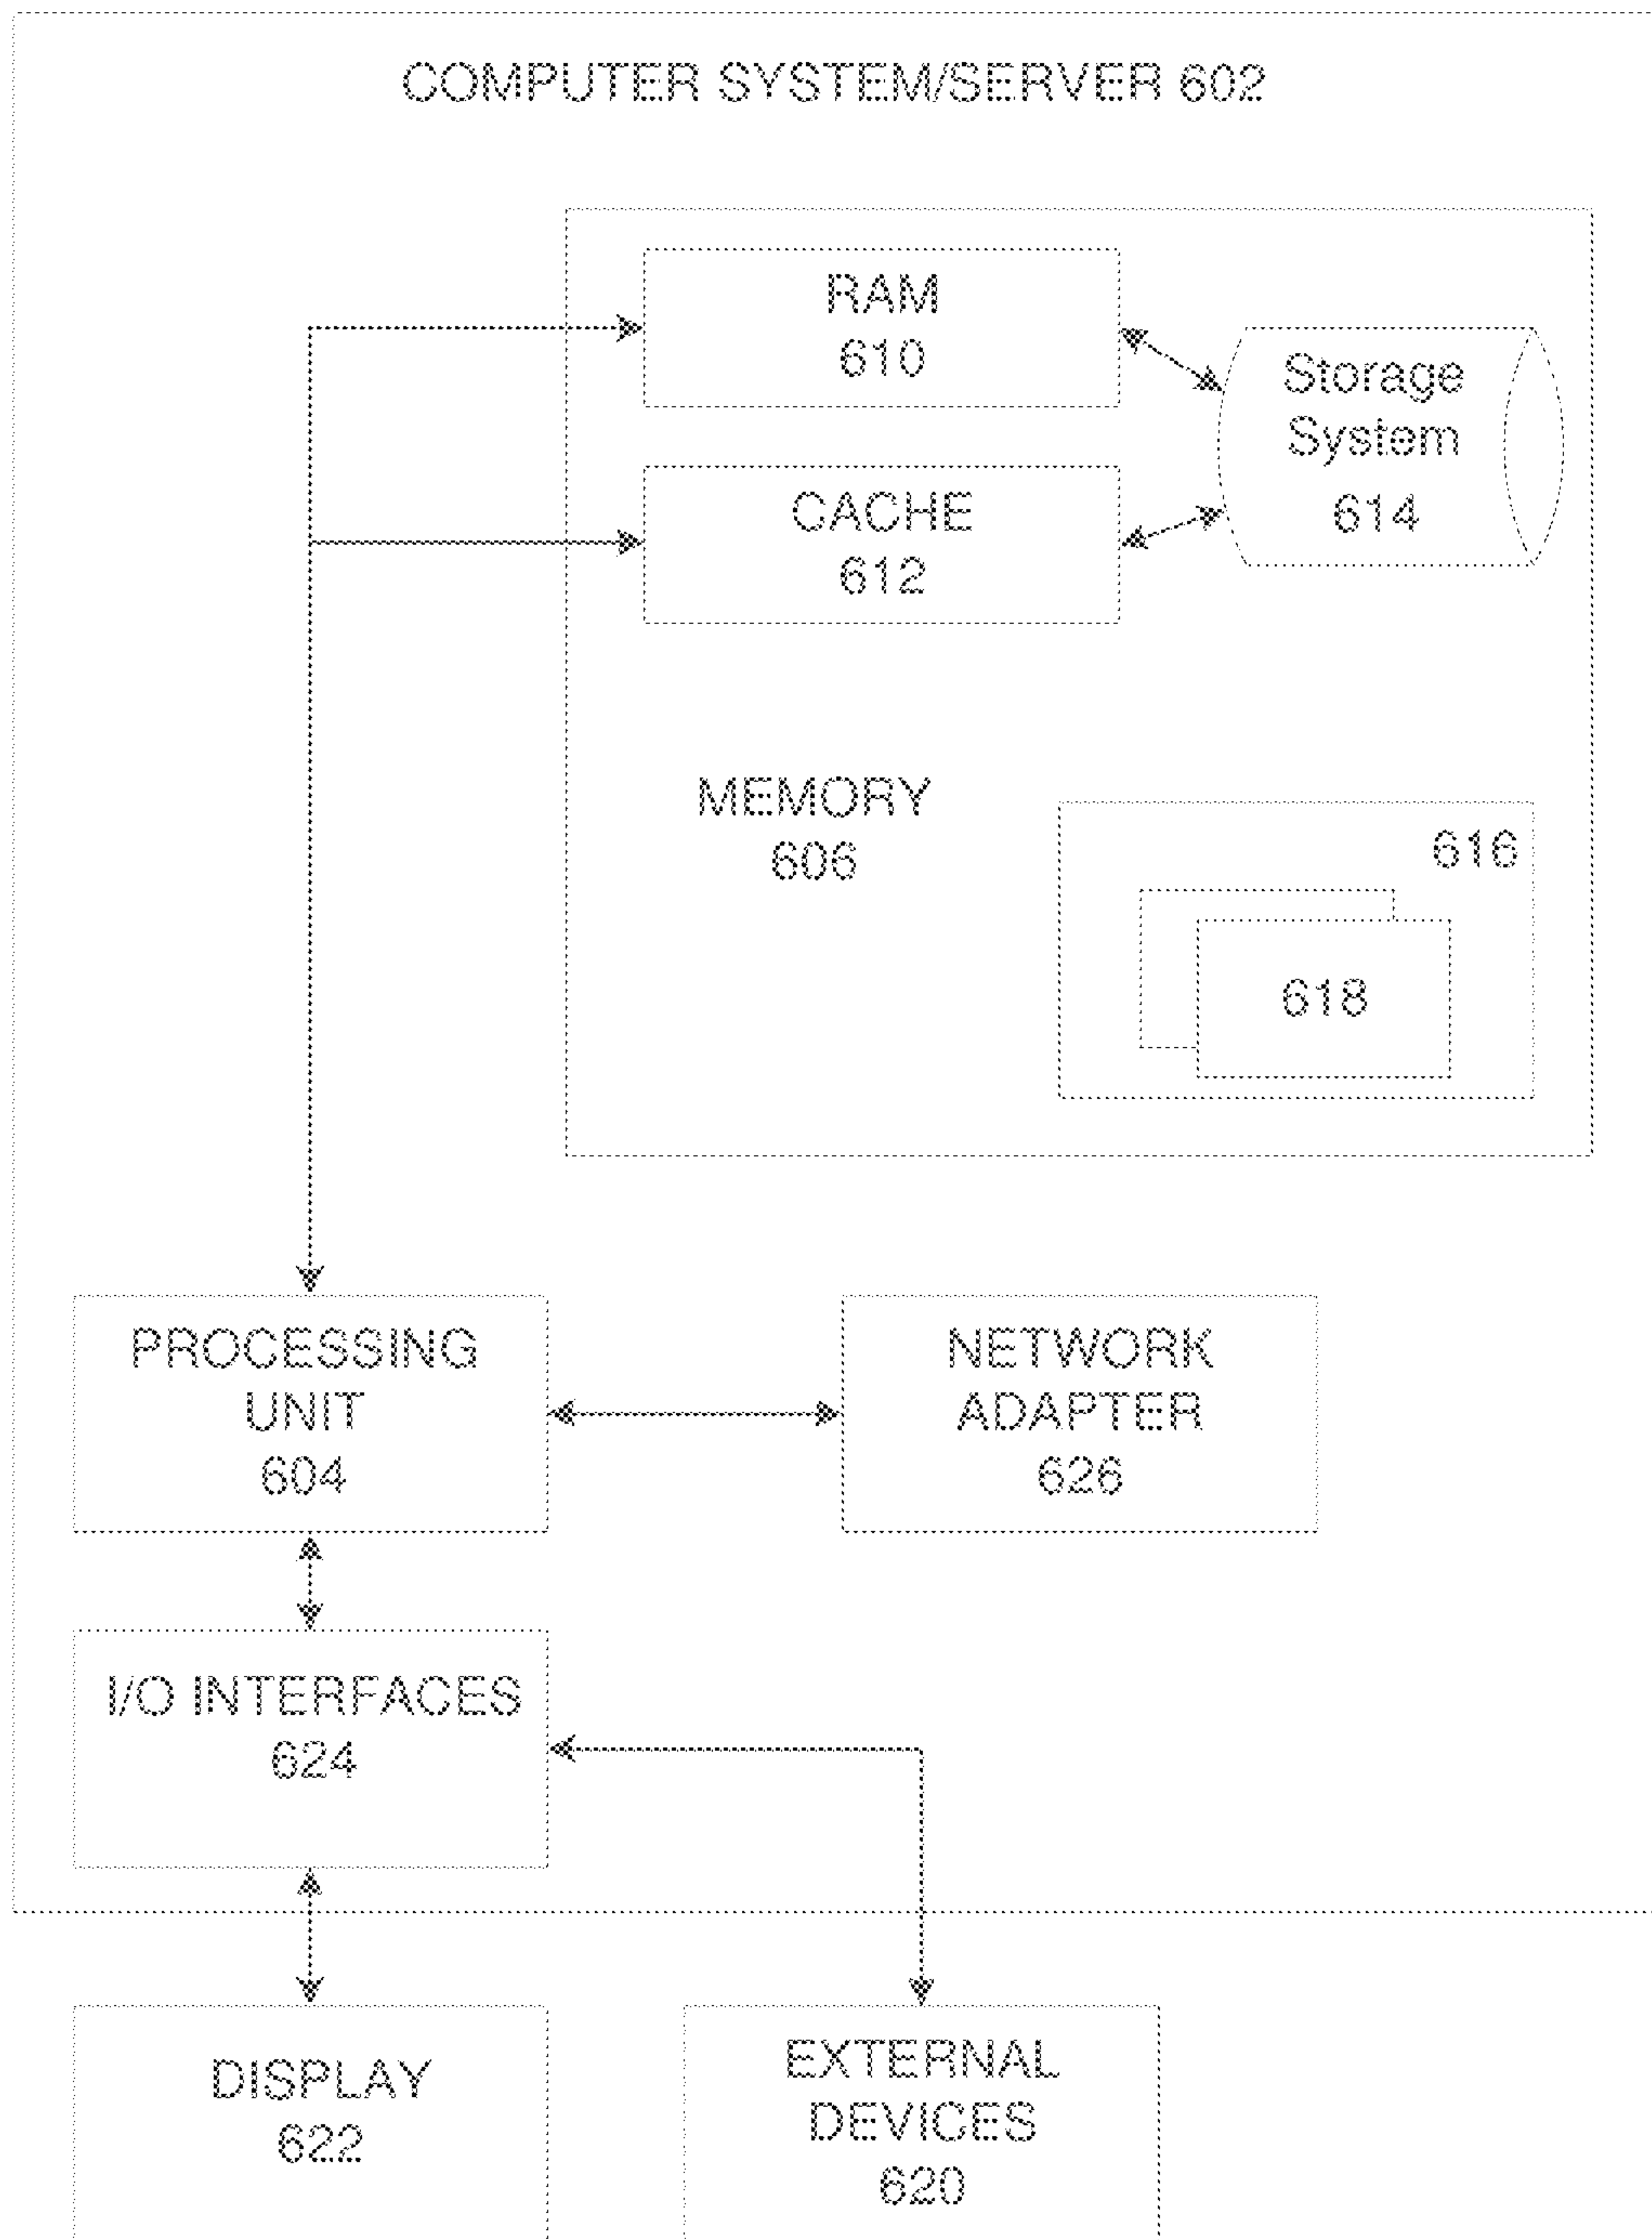 COMPUTER SYSTEM/SERVER 602
RAM
610
Storage
System
614
CACHE
612
MEMORY
606
616
618
PROCESSING
UNIT
604
NETWORK
ADAPTER
626
I/O INTERFACES
624
DISPLAY
622
EXTERNAL
DEVICES
620